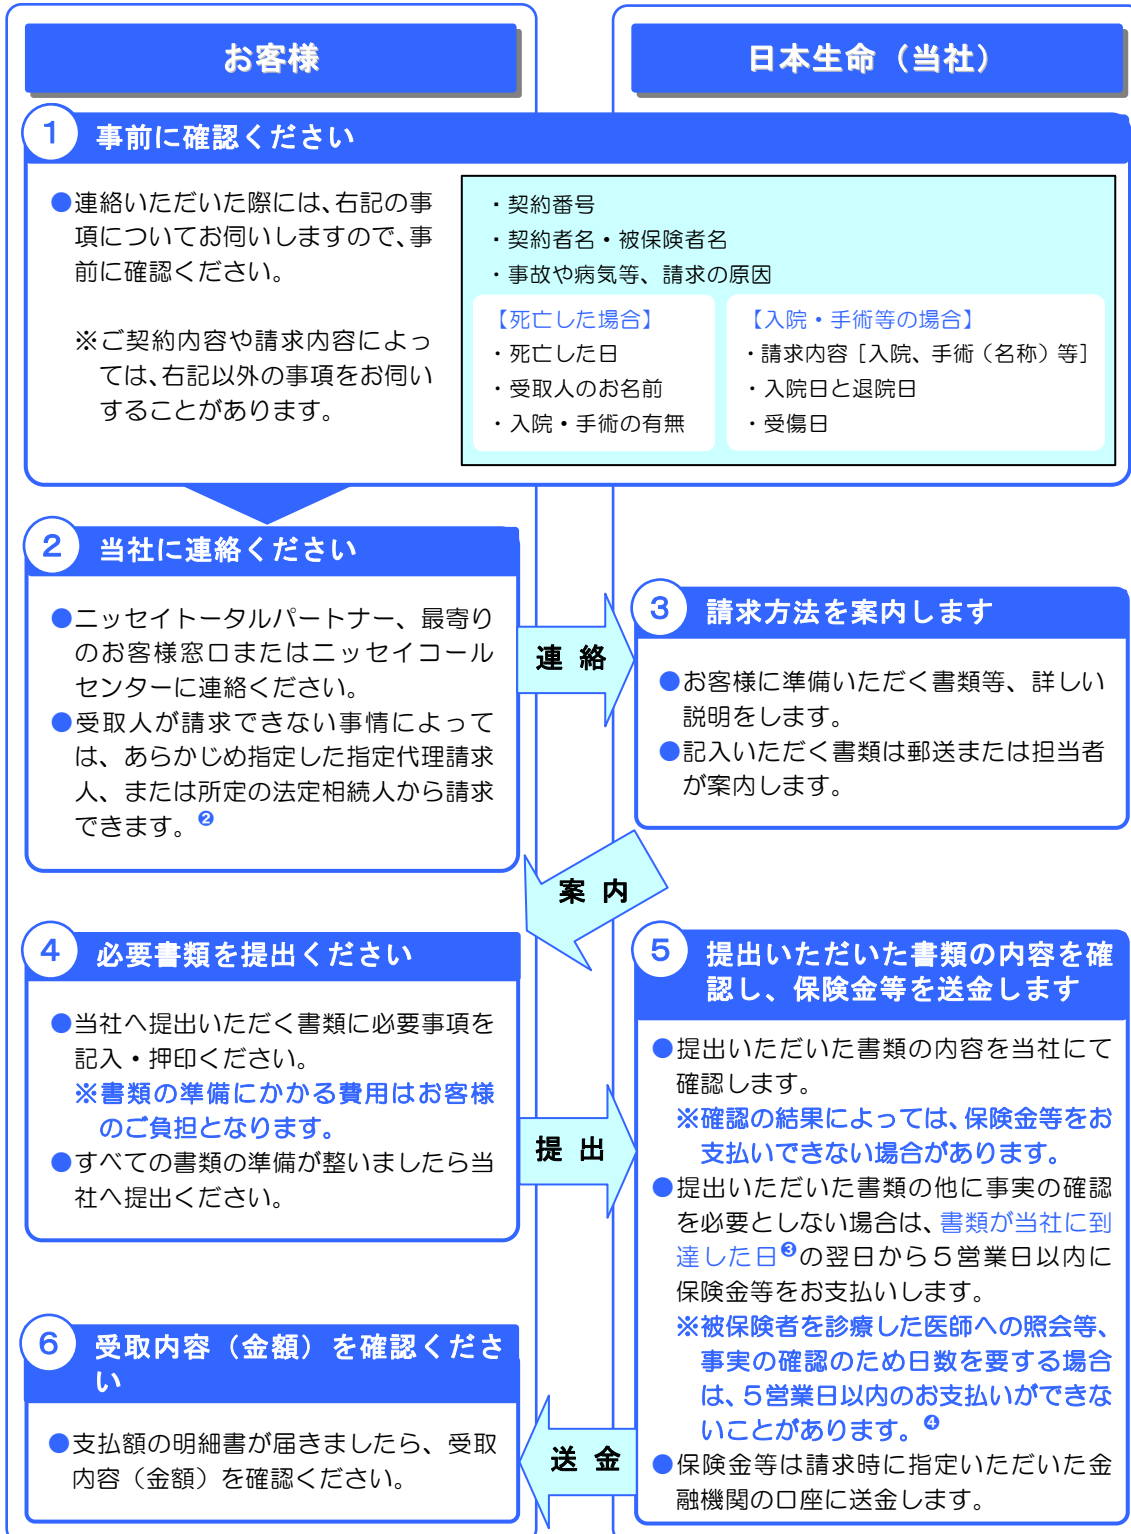 お客様
日本生命（当社）
1 事前に確認ください
●連絡いただいた際には、右記の事
項についてお伺いしますので、事
前に確認ください。
※ご契約内容や請求内容によっ
ては、右記以外の事項をお伺い
することがあります。
・契約番号
・契約者名・被保険者名
・事故や病気等、請求の原因
【死亡した場合】
・死亡した日
・受取人のお名前
・入院・手術の有無
【入院・手術等の場合】
・請求内容［入院、手術（名称）等］
・入院日と退院日
・受傷日
2 当社に連絡ください
●ニッセイトータルパートナー、最寄り
のお客様窓口またはニッセイコール
センターに連絡ください。
●受取人が請求できない事情によって
は、あらかじめ指定した指定代理請求
人、または所定の法定相続人から請求
できます。❷
連 絡
3 請求方法を案内します
●お客様に準備いただく書類等、詳しい
説明をします。
●記入いただく書類は郵送または担当者
が案内します。
案 内
4 必要書類を提出ください
●当社へ提出いただく書類に必要事項を
記入・押印ください。
※書類の準備にかかる費用はお客様
のご負担となります。
●すべての書類の準備が整いましたら当
社へ提出ください。
提 出
5 提出いただいた書類の内容を確
認し、保険金等を送金します
●提出いただいた書類の内容を当社にて
確認します。
※確認の結果によっては、保険金等をお
支払いできない場合があります。
●提出いただいた書類の他に事実の確認
を必要としない場合は、書類が当社に到
達した日❸の翌日から５営業日以内に
保険金等をお支払いします。
※被保険者を診療した医師への照会等、
事実の確認のため日数を要する場合
は、５営業日以内のお支払いができな
いことがあります。❹
●保険金等は請求時に指定いただいた金
融機関の口座に送金します。
送 金
6 受取内容（金額）を確認くださ
い
●支払額の明細書が届きましたら、受取
内容（金額）を確認ください。